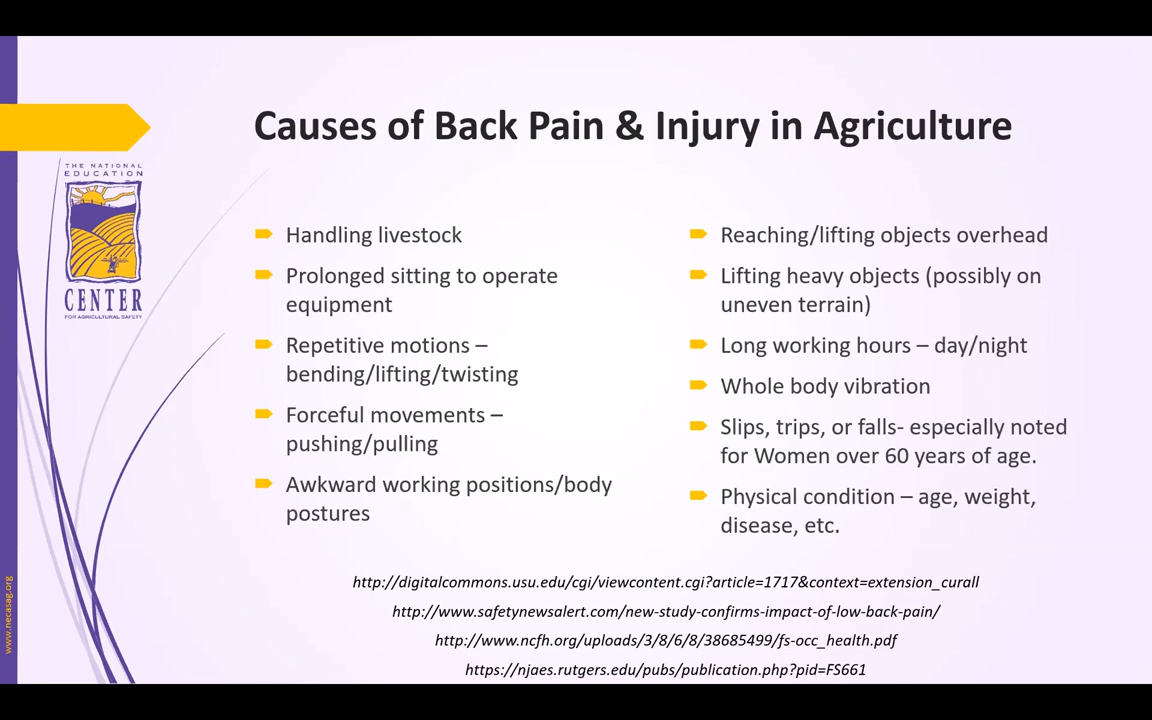 Causes of Back Pain & Injury in Agriculture
THE NATIONAL
EDUCATION
CENTER
FOR AGRICULTURAL SAFETY
Handling livestock
Prolonged sitting to operate
equipment
Repetitive motions –
bending/lifting/twisting
Forceful movements –
pushing/pulling
Awkward working positions/body
postures
Reaching/lifting objects overhead
Lifting heavy objects (possibly on
uneven terrain)
Long working hours – day/night
Whole body vibration
Slips, trips, or falls- especially noted
for Women over 60 years of age.
Physical condition – age, weight,
disease, etc.
http://digitalcommons.usu.edu/cgi/viewcontent.cgi?article=1717&context=extension_curall
http://www.safetynewsalert.com/new-study-confirms-impact-of-low-back-pain/
http://www.ncfh.org/uploads/3/8/6/8/38685499/fs-occ_health.pdf
https://njaes.rutgers.edu/pubs/publication.php?pid=FS661
www.necasag.org